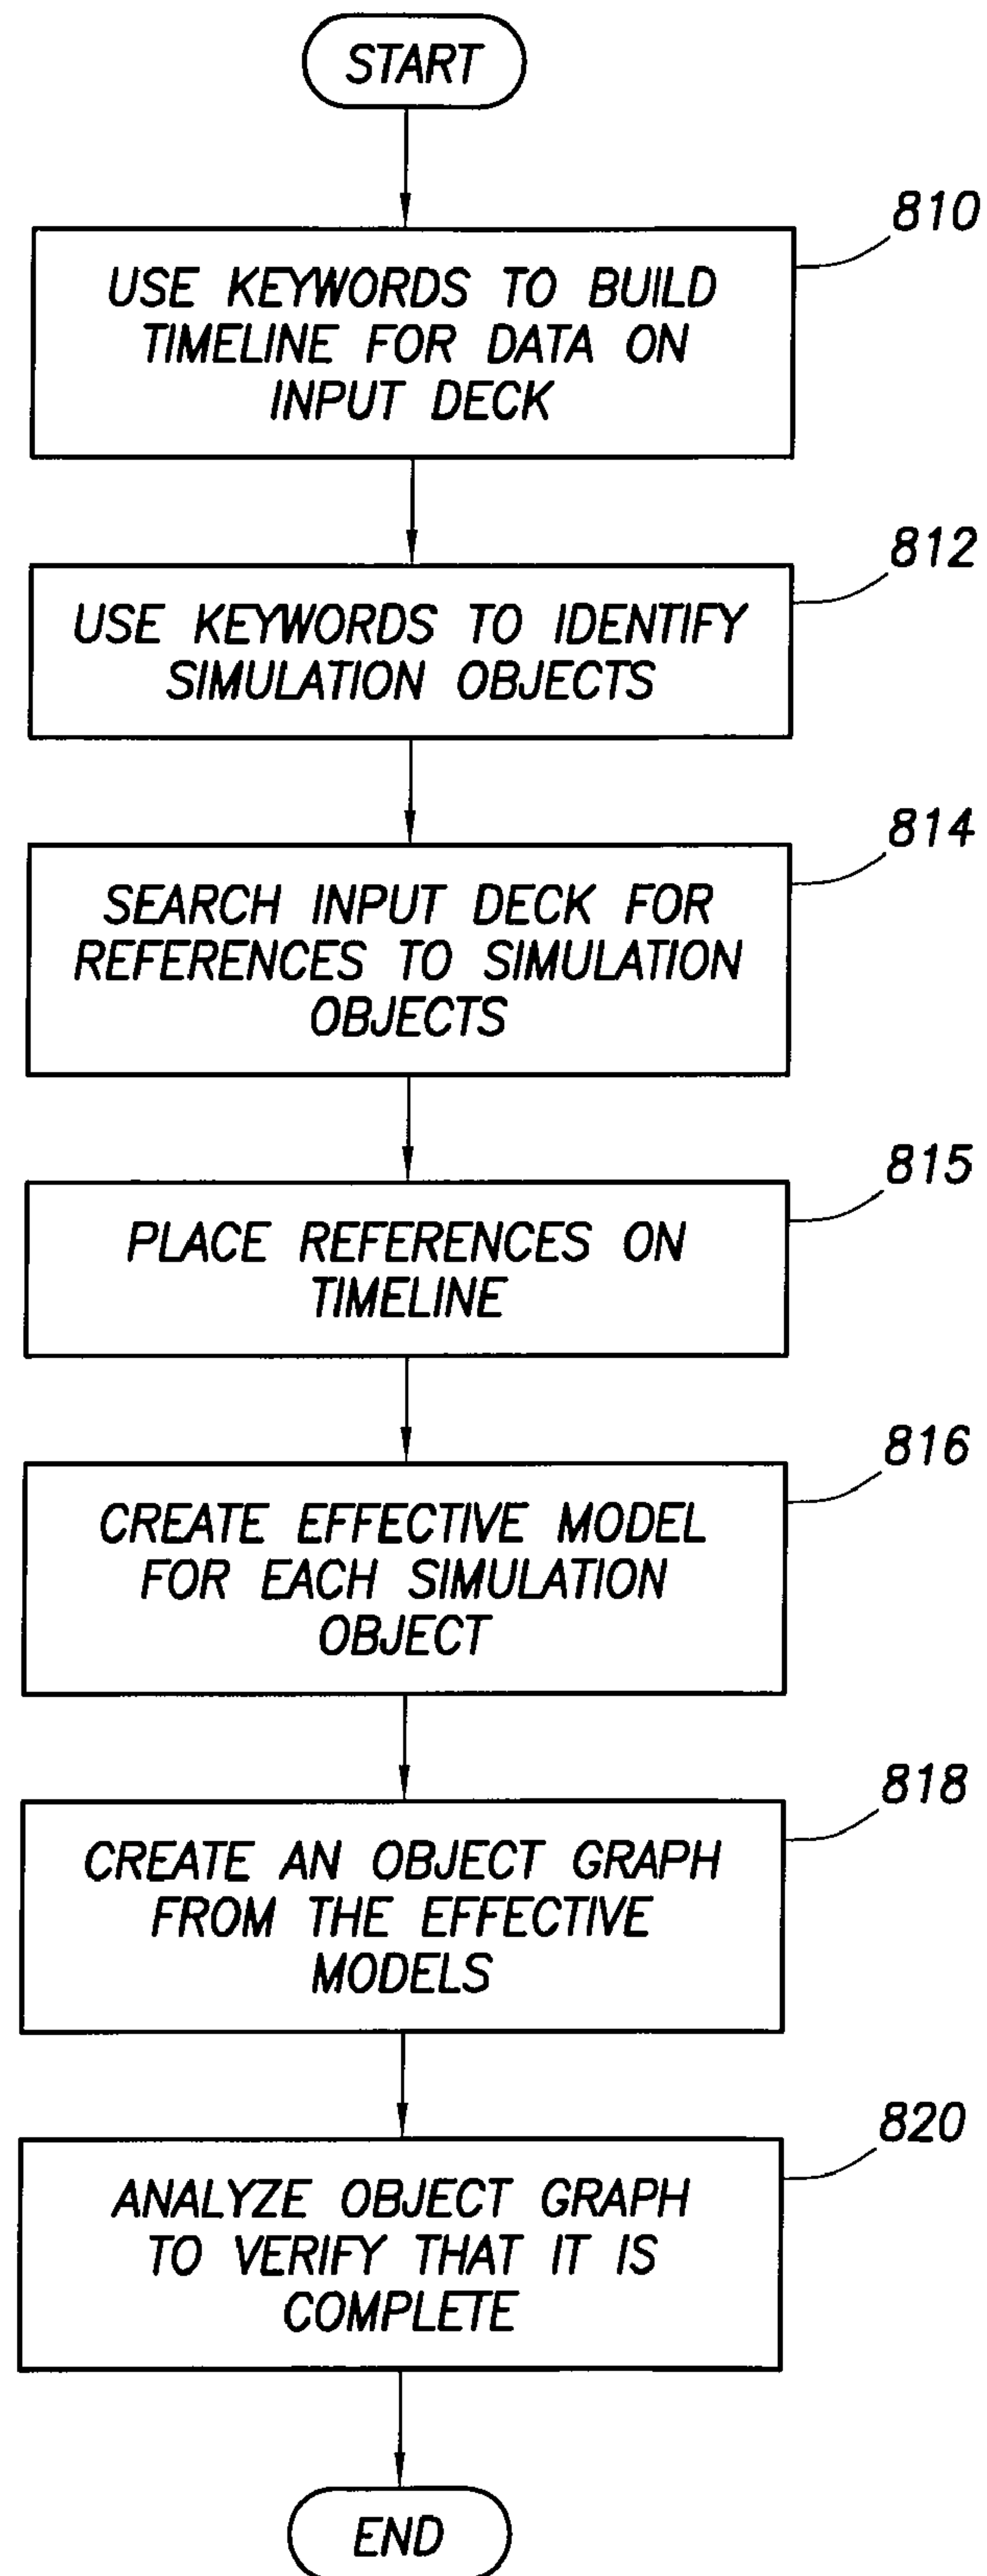 START
810
USE KEYWORDS TO BUILD
TIMELINE FOR DATA ON
INPUT DECK
812
USE KEYWORDS TO IDENTIFY
SIMULATION OBJECTS
814
SEARCH INPUT DECK FOR
REFERENCES TO SIMULATION
OBJECTS
815
PLACE REFERENCES ON
TIMELINE
816
CREATE EFFECTIVE MODEL
FOR EACH SIMULATION
OBJECT
818
CREATE AN OBJECT GRAPH
FROM THE EFFECTIVE
MODELS
820
ANALYZE OBJECT GRAPH
TO VERIFY THAT IT IS
COMPLETE
END